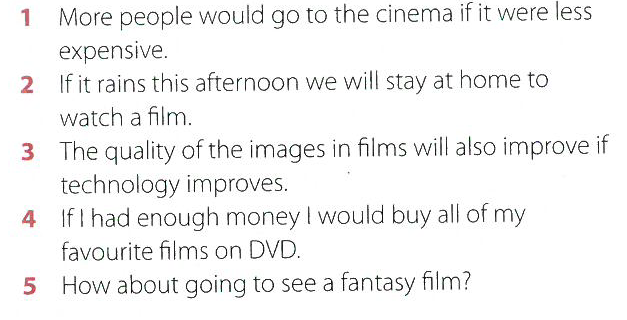 1 More people would go to the cinema if it were less
expensive.
2 If it rains this afternoon we will stay at home to
watch a film.
3 The quality of the images in films will also improve if
technology improves.
4 If I had enough money I would buy all of my
favourite films on DVD.
5 How about going to see a fantasy film?